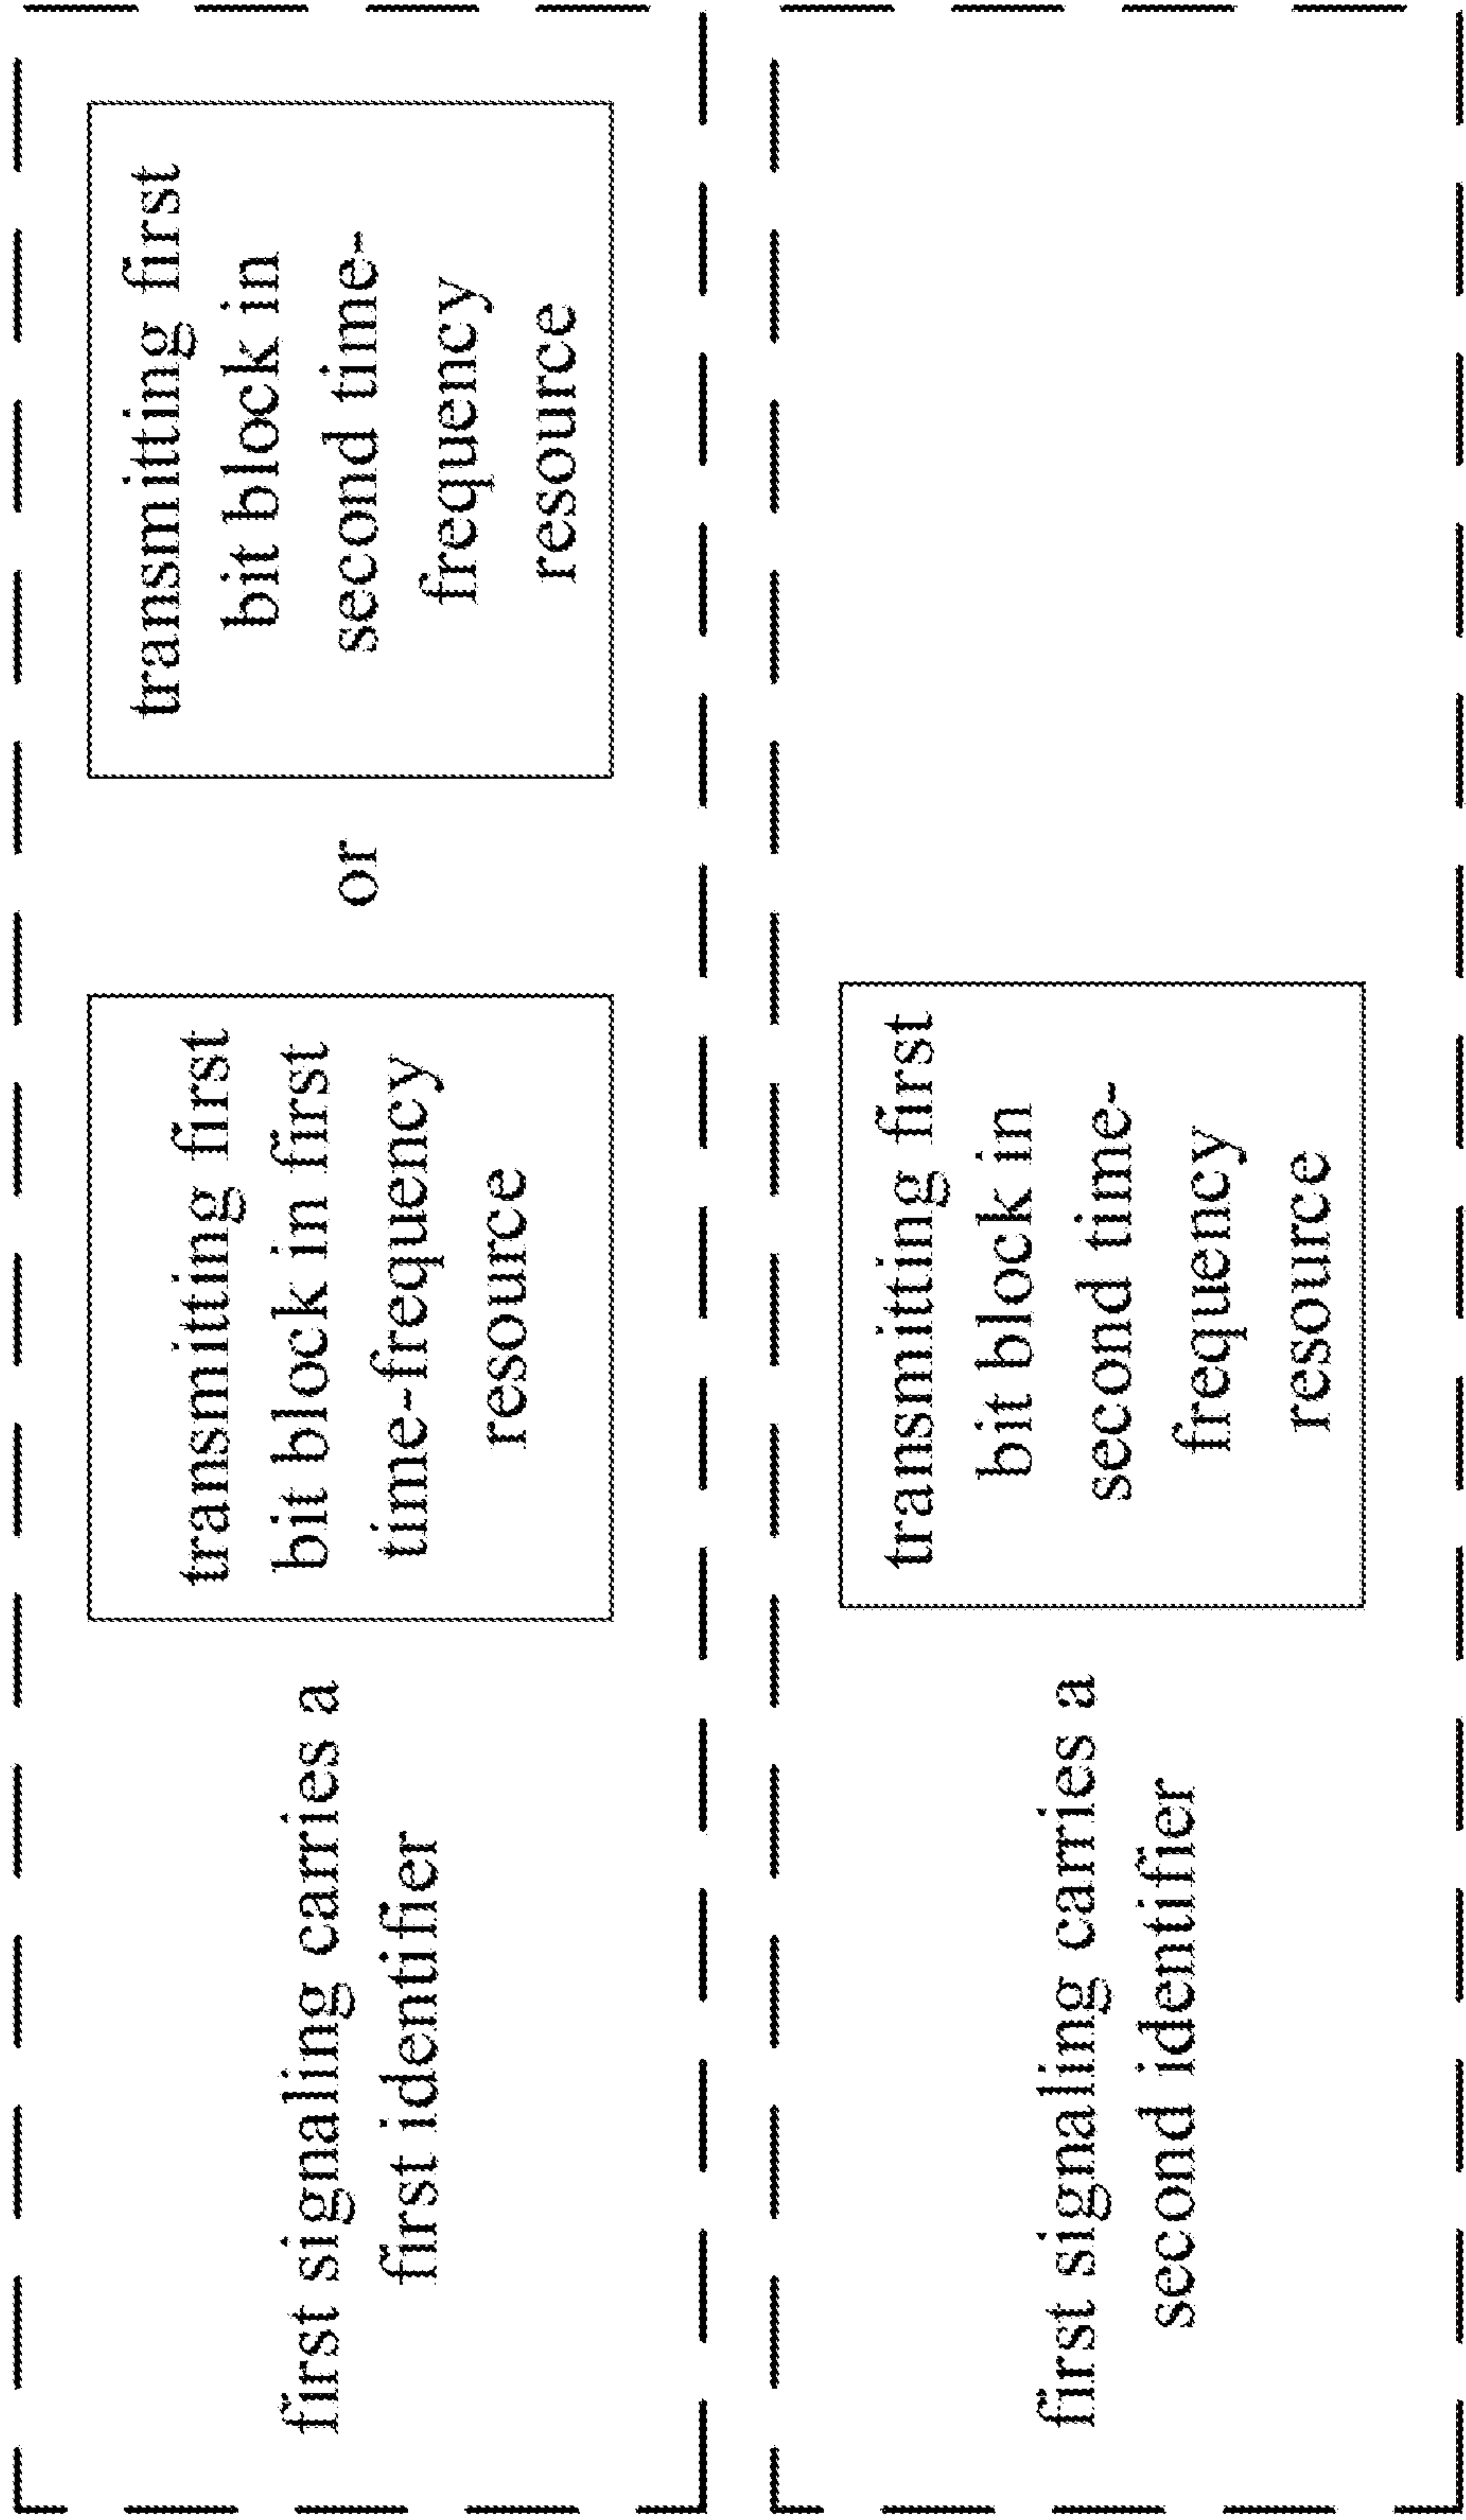 first signaling carries a
first identifier
transmitting first
bit block in first
time-frequency
resource
or
transmitting first
bit block in
second time-
frequency
resource
first signaling carries a
second identifier
transmitting first
bit block in
second time-
frequency
resource